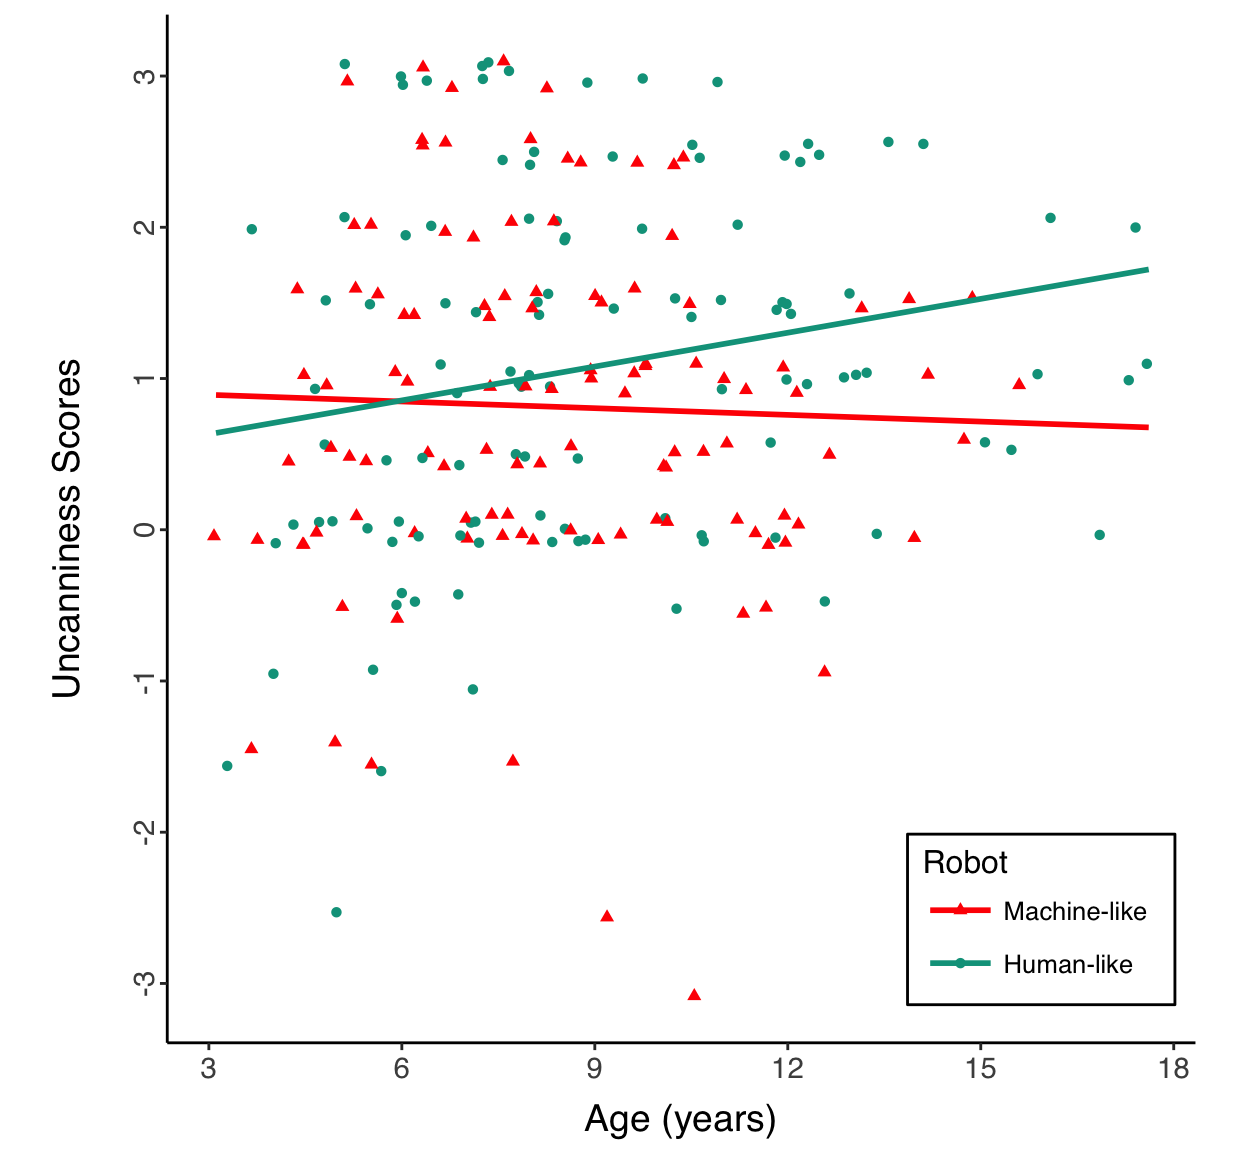 Uncanniness Scores
3
2
1
0
-1
-2
-3
3 6 9 12 15 18
Age (years)
Robot
Machine-like
Human-like